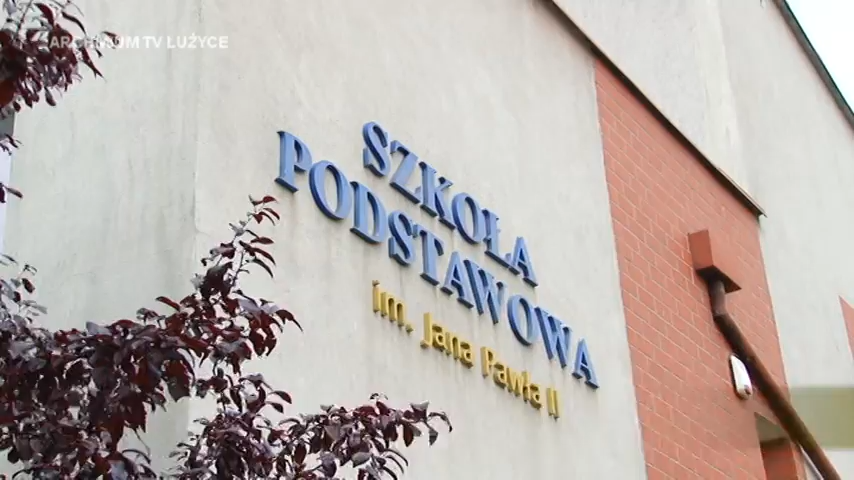 ARCHIWUM TV ŁUŻYCE
SZKOŁA
PODSTAWOWA
im. Jana Pawła II